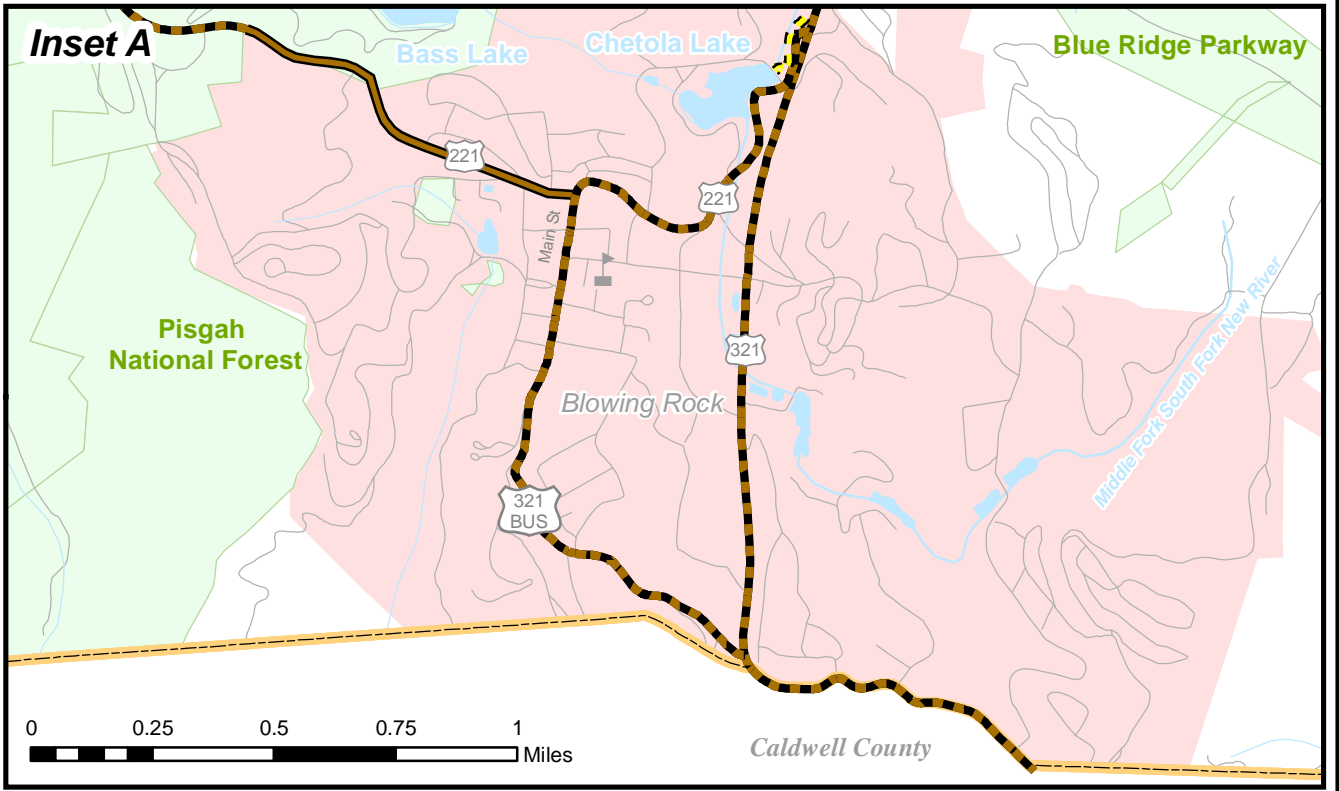 Inset A
Bass Lake
Chetola Lake
Blue Ridge Parkway
221
221
Main St
Pisgah
National Forest
321
Blowing Rock
Middle Fork South Fork New River
321
BUS
0 0.25 0.5 0.75 1
Miles
Caldwell County